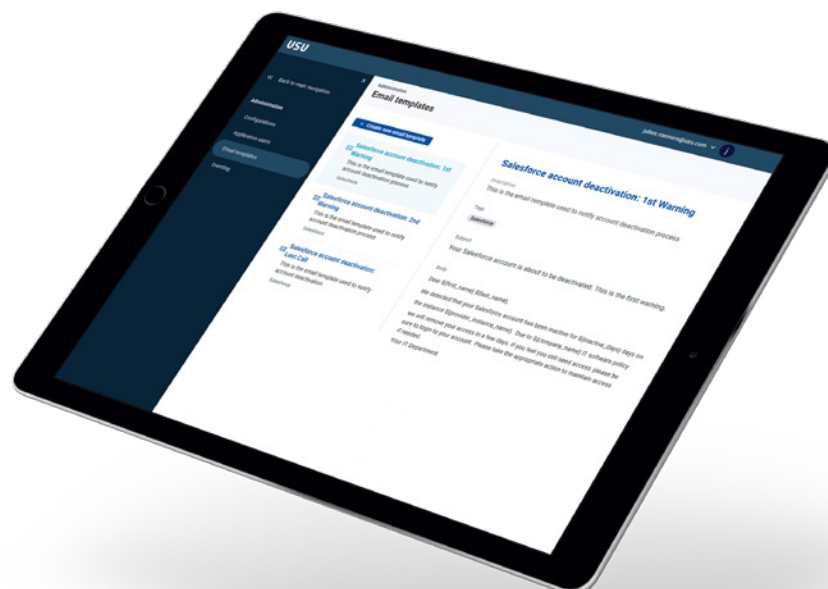 USU
Back to main navigation
Administration
Configurations
Application users
Email templates
Eventing
Administration
Email templates
+ Create new email template
Salesforce account deactivation: 1st
Warning
This is the email template used to notify
account deactivation process
Salesforce
Salesforce account deactivation: 2nd
Warning
This is the email template used to notify
account deactivation process
Salesforce
Salesforce account deactivation:
Last Call
This is the email template used to notify
account deactivation
Salesforce
Salesforce account deactivation: 1st Warning
Description
This is the email template used to notify account deactivation process
Tags
Salesforce
Subject
Your Salesforce account is about to be deactivated. This is the first warning.
Body
Dear ${first_name} ${last_name},
We detected that your Salesforce account has been inactive for ${inactive_days} days on
the instance ${provider_instance_name}. Due to ${company_name} IT software policy
we will remove your access in a few days. If you feel you still need access, please be
sure to login to your account. Please take the appropriate action to maintain access
if needed.
Your IT Department